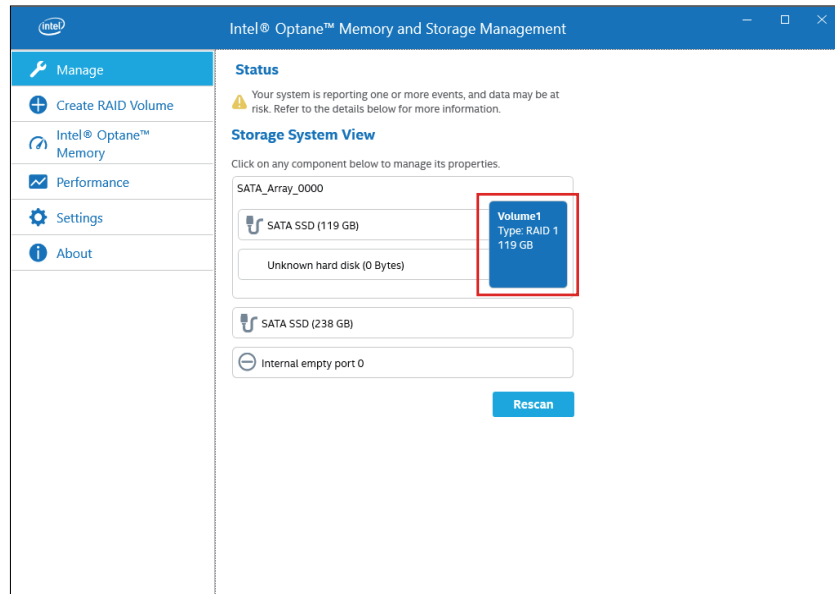 intel
Intel® Optane™ Memory and Storage Management
Manage
Create RAID Volume
Intel® Optane™
Memory
Performance
Settings
About
Status
Your system is reporting one or more events, and data may be at
risk. Refer to the details below for more information.
Storage System View
Click on any component below to manage its properties.
SATA_Array_0000
SATA SSD (119 GB)
Unknown hard disk (0 Bytes)
Volume1
Type: RAID 1
119 GB
SATA SSD (238 GB)
Internal empty port 0
Rescan